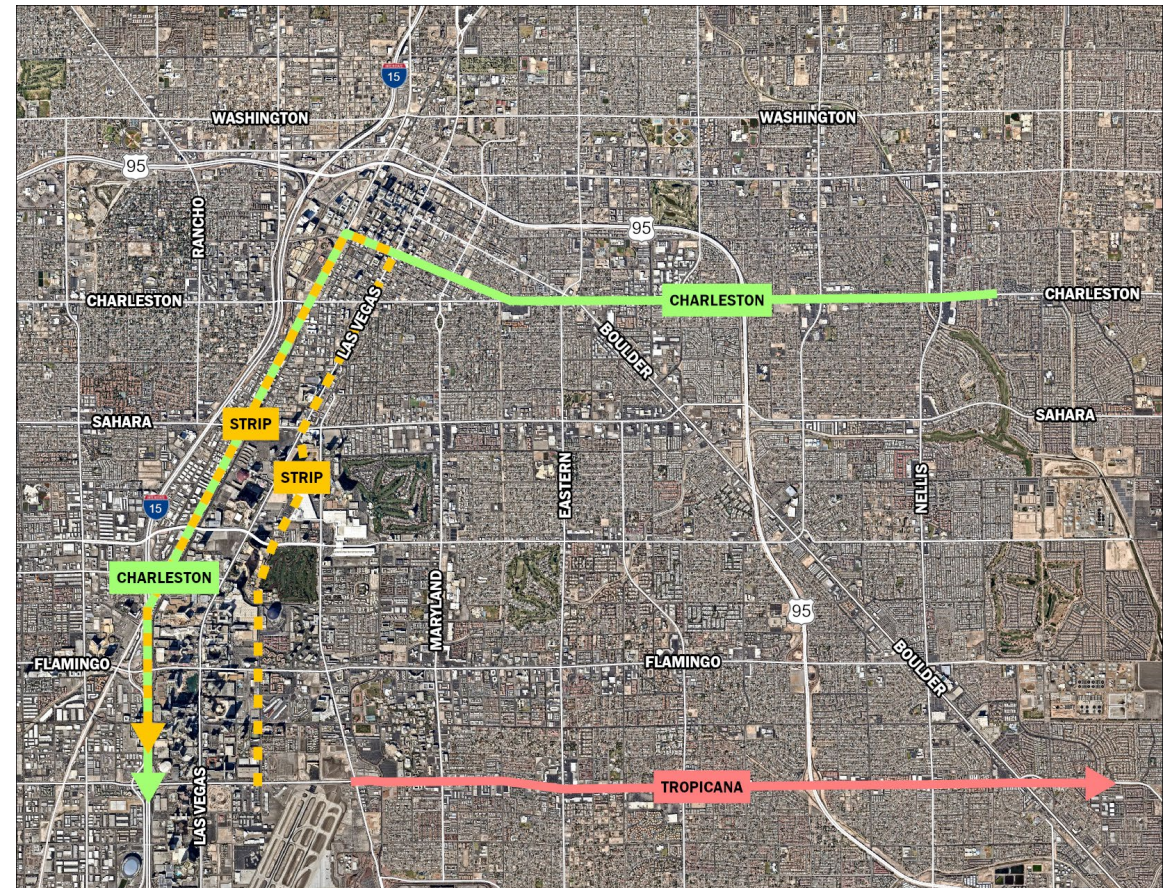 15
WASHINGTON
WASHINGTON
95
RANCHO
95
CHARLESTON
CHARLESTON
CHARLESTON
LAS VEGAS
BOULDER
SAHARA
STRIP
SAHARA
STRIP
EASTERN
NELLIS
15
CHARLESTON
MARYLAND
95
FLAMINGO
FLAMINGO
BOULDER
TROPICANA
LAS VEGAS